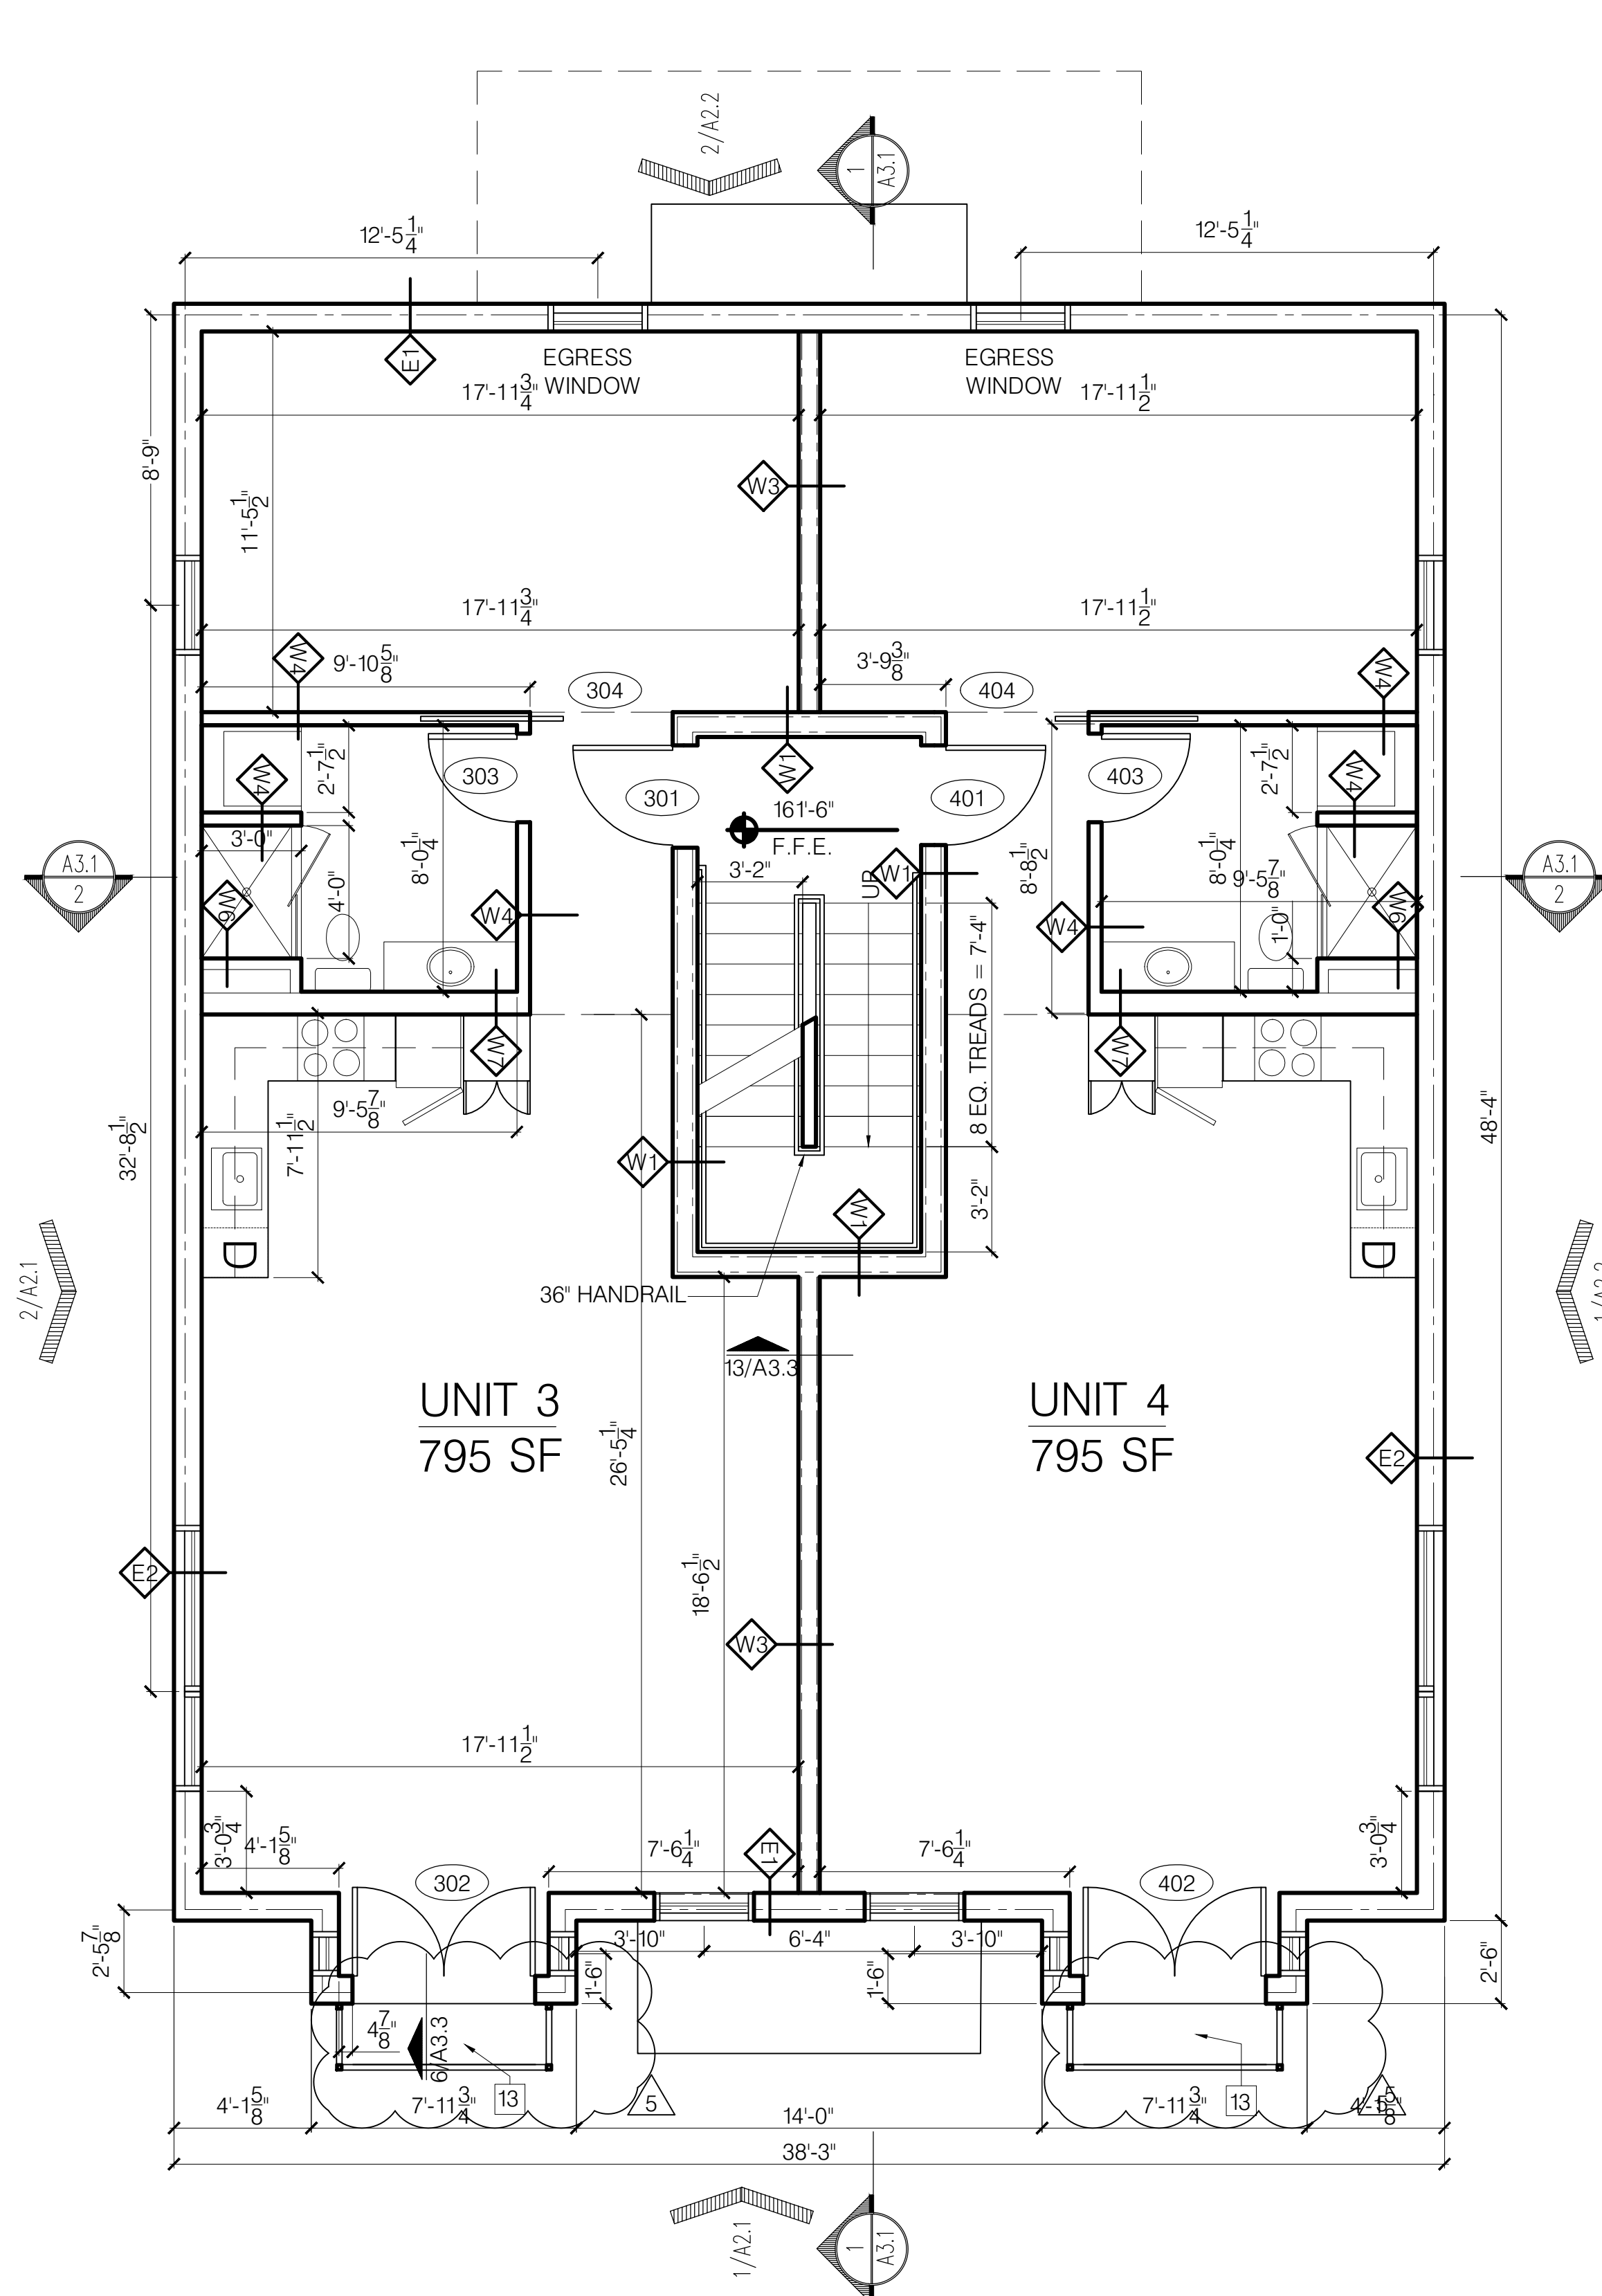 2/A2.2
1
A3.1
12'-5 1/4"
12'-5 1/4"
E1
EGRESS
WINDOW
EGRESS
WINDOW
17'-11 3/4"
17'-11 1/2"
8'-9"
W3
11'-5 1/2"
17'-11 3/4"
17'-11 1/2"
W4
9'-10 5/8"
3'-9 3/8"
W4
304
404
2'-7 1/2"
W4
303
301
W1
401
403
2'-7 1/2"
W4
161'-6"
F.F.E.
3'-0"
8'-0 1/4"
3'-2"
UP
W1
8'-8 1/2"
8'-0 1/4"
9'-5 7/8"
A3.1
2
A3.1
2
W6
4'-0"
W4
W4
1'-0"
W6
8 EQ. TREADS = 7'-4"
W7
W7
9'-5 7/8"
7'-11 1/2"
32'-8 1/2"
48'-4"
W1
3'-2"
W1
D
D
36" HANDRAIL
2/A2.1
13/A3.3
UNIT 3
795 SF
UNIT 4
795 SF
26'-5 1/4"
E2
E2
18'-6 1/2"
W3
17'-11 1/2"
3'-0 3/4"
4'-1 5/8"
7'-6 1/4"
E1
7'-6 1/4"
3'-0 3/4"
302
402
2'-5 7/8"
3'-10"
6'-4"
3'-10"
1'-6"
1'-6"
2'-6"
4 7/8"
6/A3.3
13
5
13
4'-1 5/8"
7'-11 3/4"
14'-0"
7'-11 3/4"
4'-1 5/8"
38'-3"
1/A2.1
1
A3.1